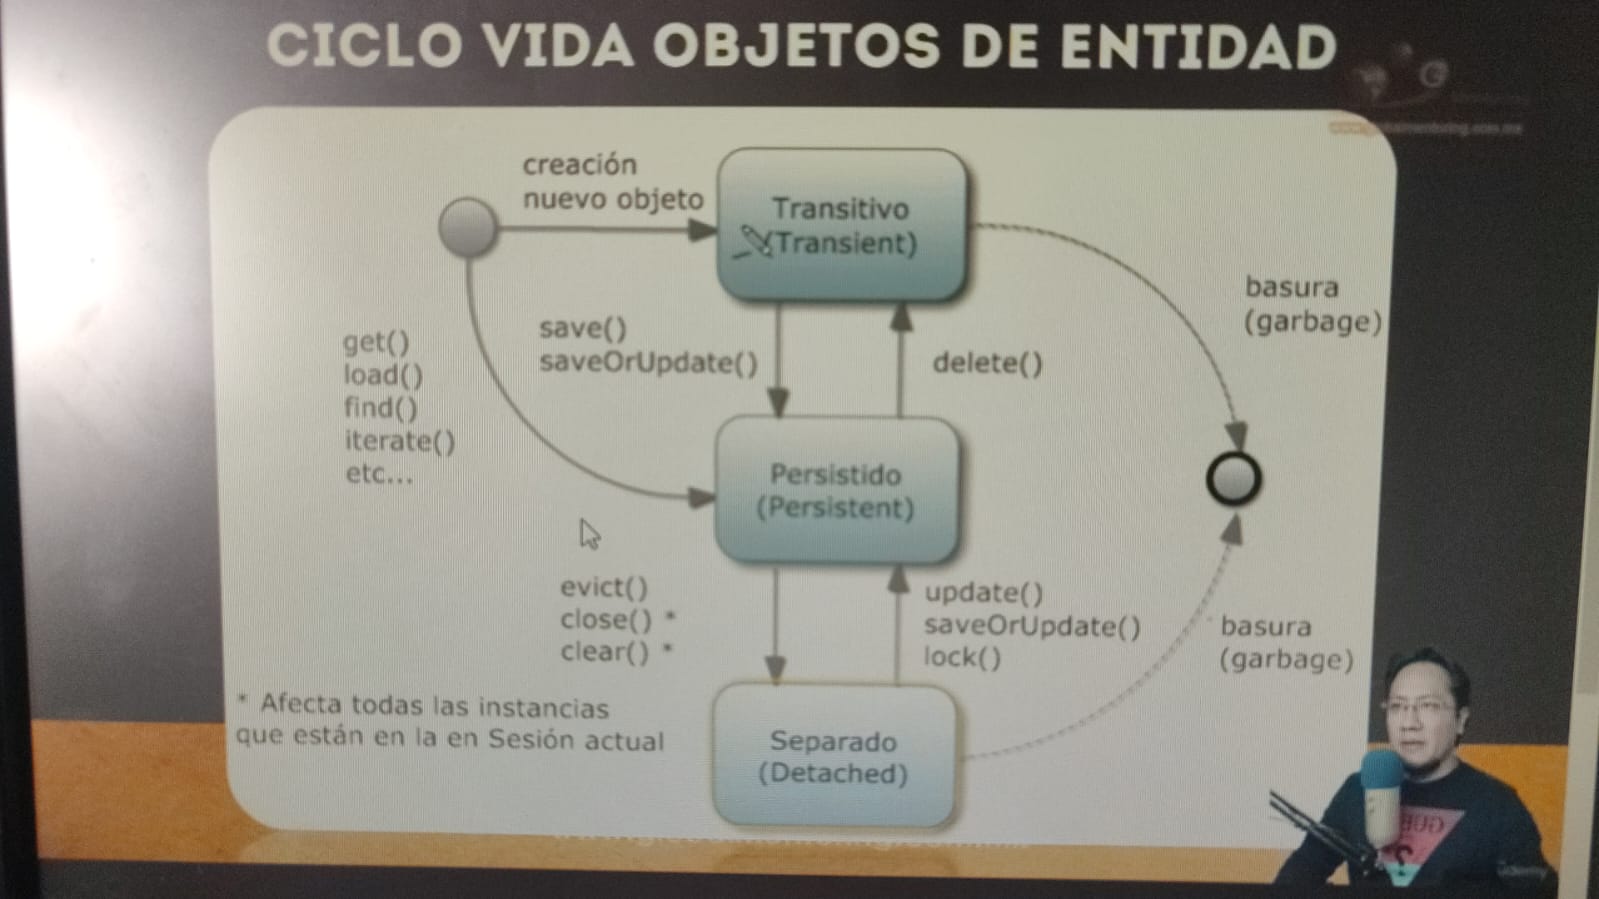 CICLO VIDA OBJETOS DE ENTIDAD
creación
nuevo objeto
Transitivo
(Transient)
basura
(garbage)
get()
load()
find()
iterate()
etc...
save()
saveOrUpdate()
delete()
Persistido
(Persistent)
evict()
close() *
clear() *
update()
saveOrUpdate()
lock()
basura
(garbage)
* Afecta todas las instancias
que están en la en Sesión actual
Separado
(Detached)